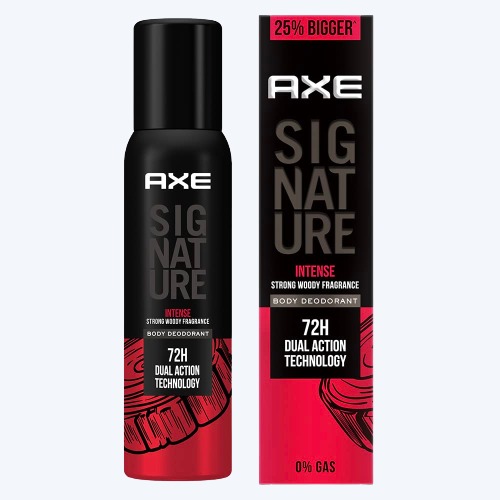 AXE
SIG
NAT
URE
INTENSE
STRONG WOODY FRAGRANCE
BODY DEODORANT
72H
DUAL ACTION
TECHNOLOGY
25% BIGGER^
AXE
SIG
NAT
URE
INTENSE
STRONG WOODY FRAGRANCE
BODY DEODORANT
72H
DUAL ACTION
TECHNOLOGY
0% GAS